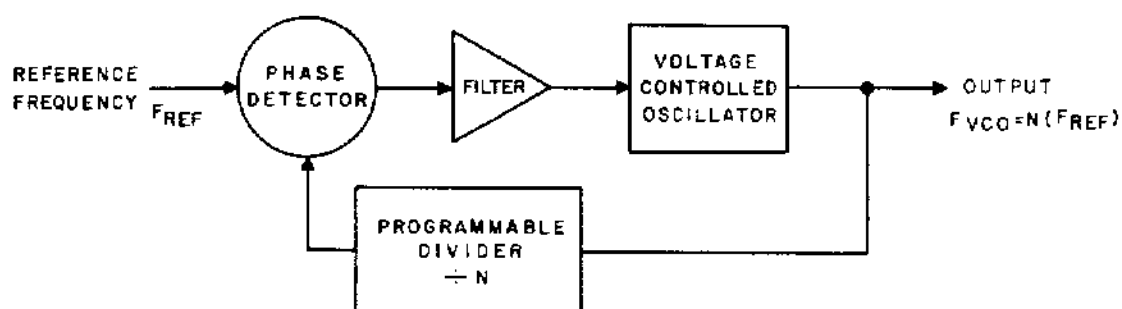 REFERENCE
FREQUENCY
FREF
PHASE
DETECTOR
FILTER
VOLTAGE
CONTROLLED
OSCILLATOR
OUTPUT
FVCO=N(FREF)
PROGRAMMABLE
DIVIDER
÷ N